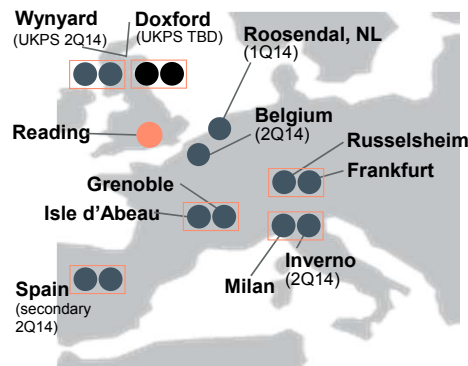 Wynyard
(UKPS 2Q14)
Doxford
(UKPS TBD)
Roosendal, NL
(1Q14)
Reading
Belgium
(2Q14)
Russelsheim
Frankfurt
Grenoble
Isle d'Abeau
Spain
(secondary
2Q14)
Milan
Inverno
(2Q14)